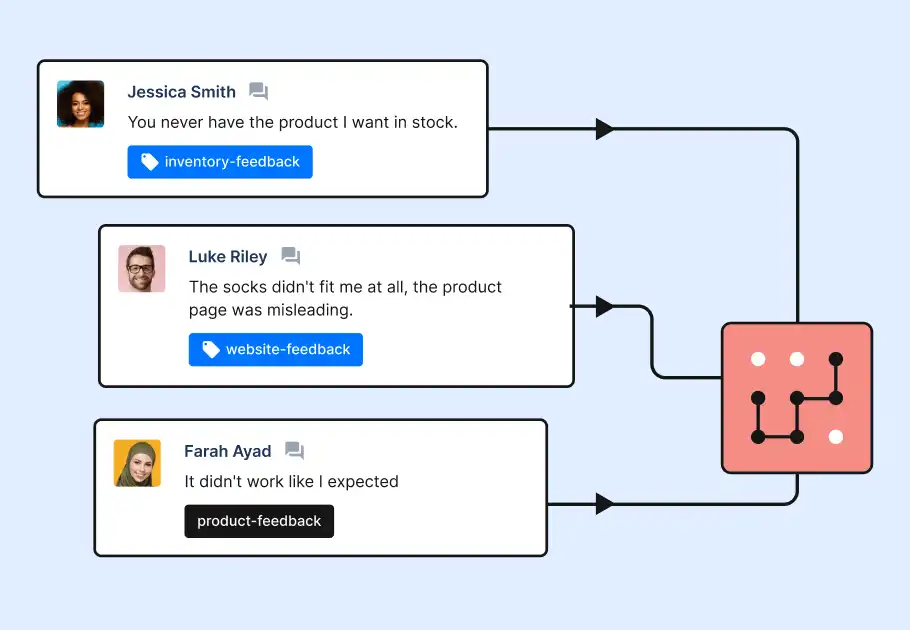 Jessica Smith
You never have the product I want in stock.
inventory-feedback
Luke Riley
The socks didn't fit me at all, the product
page was misleading.
website-feedback
Farah Ayad
It didn't work like I expected
product-feedback